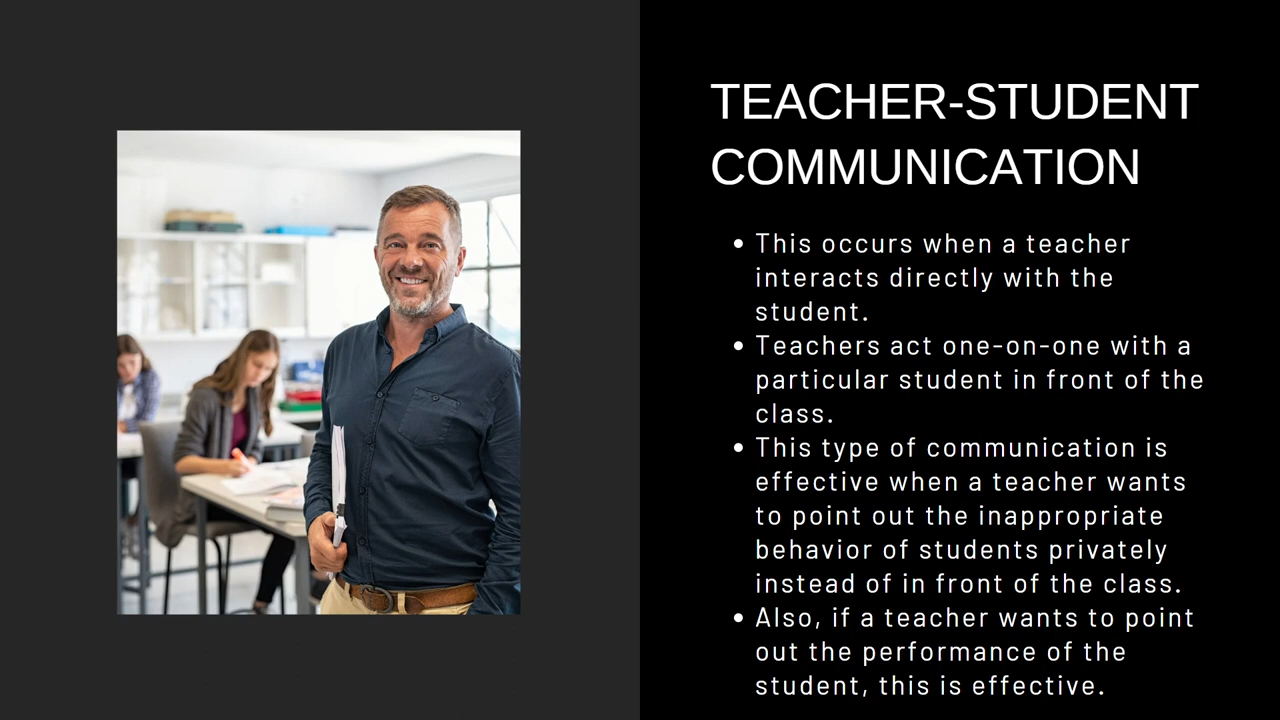 TEACHER-STUDENT
COMMUNICATION
• This occurs when a teacher
interacts directly with the
student.
• Teachers act one-on-one with a
particular student in front of the
class.
• This type of communication is
effective when a teacher wants
to point out the inappropriate
behavior of students privately
instead of in front of the class.
• Also, if a teacher wants to point
out the performance of the
student, this is effective.